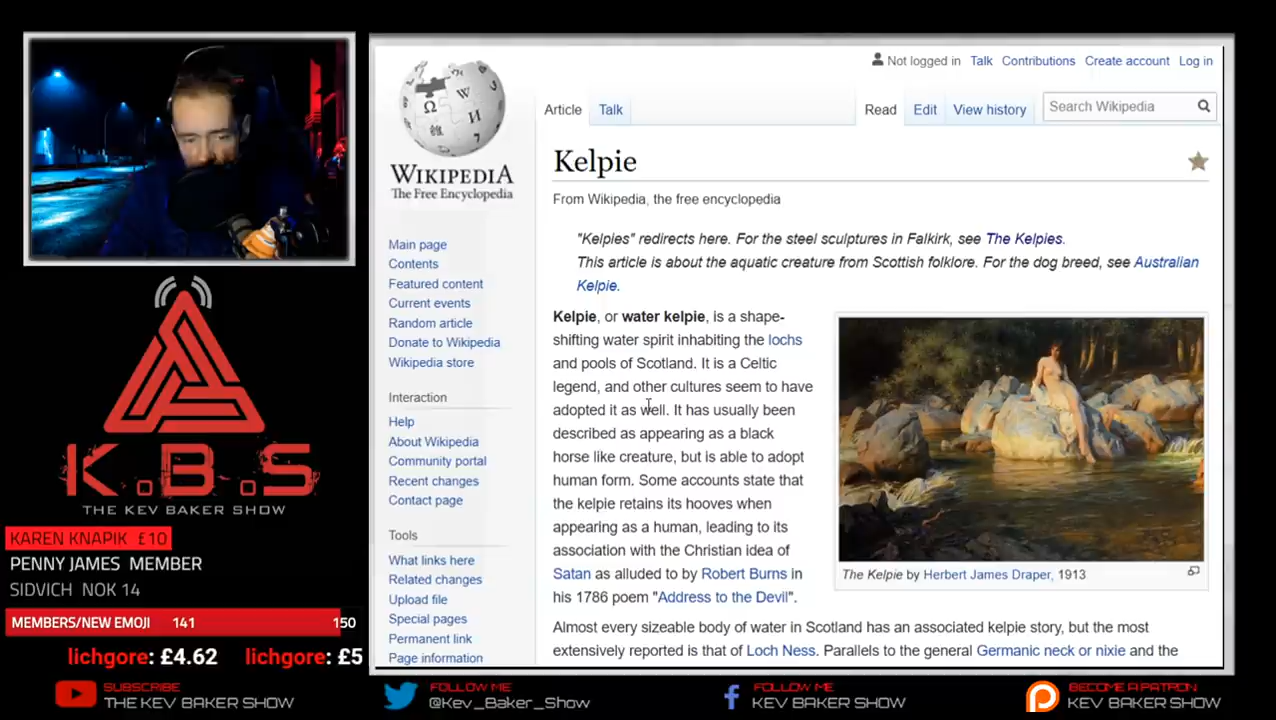 K.B.S
THE KEV BAKER SHOW
KAREN KNAPIK £10
PENNY JAMES MEMBER
SIDVICH NOK 14
MEMBERS/NEW EMOJI 141 150
lichgore: £4.62 lichgore: £5
WIKIPEDIA
The Free Encyclopedia
Main page
Contents
Featured content
Current events
Random article
Donate to Wikipedia
Wikipedia store
Interaction
Help
About Wikipedia
Community portal
Recent changes
Contact page
Tools
What links here
Related changes
Upload file
Special pages
Permanent link
Page information
Not logged in Talk Contributions Create account Log in
Article Talk Read Edit View history Search Wikipedia
Kelpie
From Wikipedia, the free encyclopedia
"Kelpies" redirects here. For the steel sculptures in Falkirk, see The Kelpies.
This article is about the aquatic creature from Scottish folklore. For the dog breed, see Australian
Kelpie.
Kelpie, or water kelpie, is a shape-
shifting water spirit inhabiting the lochs
and pools of Scotland. It is a Celtic
legend, and other cultures seem to have
adopted it as well. It has usually been
described as appearing as a black
horse like creature, but is able to adopt
human form. Some accounts state that
the kelpie retains its hooves when
appearing as a human, leading to its
association with the Christian idea of
Satan as alluded to by Robert Burns in
his 1786 poem "Address to the Devil".
The Kelpie by Herbert James Draper, 1913
Almost every sizeable body of water in Scotland has an associated kelpie story, but the most
extensively reported is that of Loch Ness. Parallels to the general Germanic neck or nixie and the
SUBSCRIBE
THE KEV BAKER SHOW
FOLLOW ME
@Kev_Baker_Show
FOLLOW ME
KEV BAKER SHOW
BECOME A PATRON
KEV BAKER SHOW